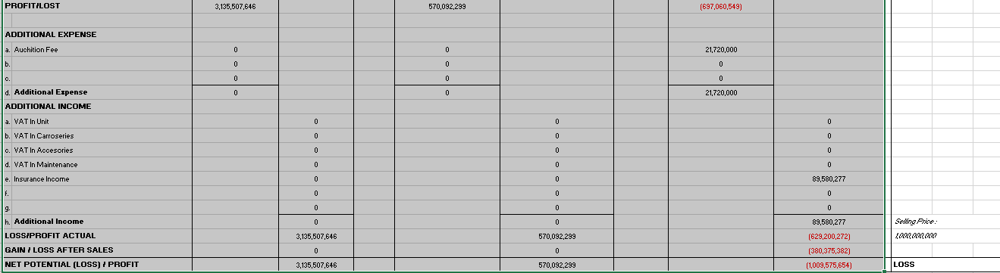 PROFIT/LOST 3,135,507,646 570,092,299 (697,060,549)
ADDITIONAL EXPENSE
a. Auchition Fee 0 0 21,720,000
b. 0 0 0
c. 0 0 0
d. Additional Expense 0 0 21,720,000
ADDITIONAL INCOME
a. VAT In Unit 0 0 0
b. VAT In Carroseries 0 0 0
c. VAT In Accesories 0 0 0
d. VAT In Maintenance 0 0 0
e. Insurance Income 0 0 89,580,277
f. 0 0 0
g. 0 0 0
h. Additional Income 0 0 89,580,277 Selling Price :
LOSS/PROFIT ACTUAL 3,135,507,646 570,092,299 (629,200,272) 1,000,000,000
GAIN / LOSS AFTER SALES 0 0 (380,375,382)
NET POTENTIAL (LOSS) / PROFIT 3,135,507,646 570,092,299 (1,009,575,654) LOSS